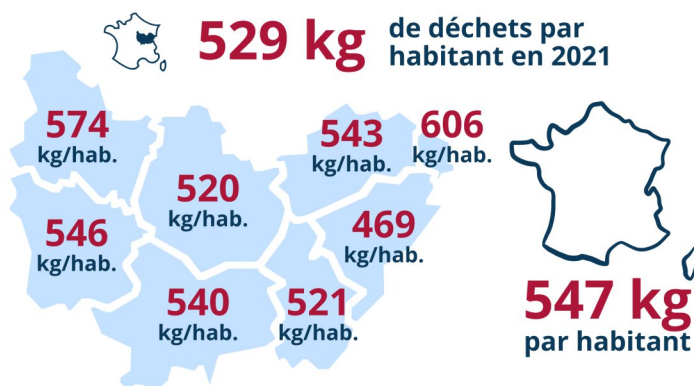 529 kg
de déchets par
habitant en 2021
574
kg/hab.
543
kg/hab.
606
kg/hab.
520
kg/hab.
546
kg/hab.
469
kg/hab.
540
kg/hab.
521
kg/hab.
547 kg
par habitant